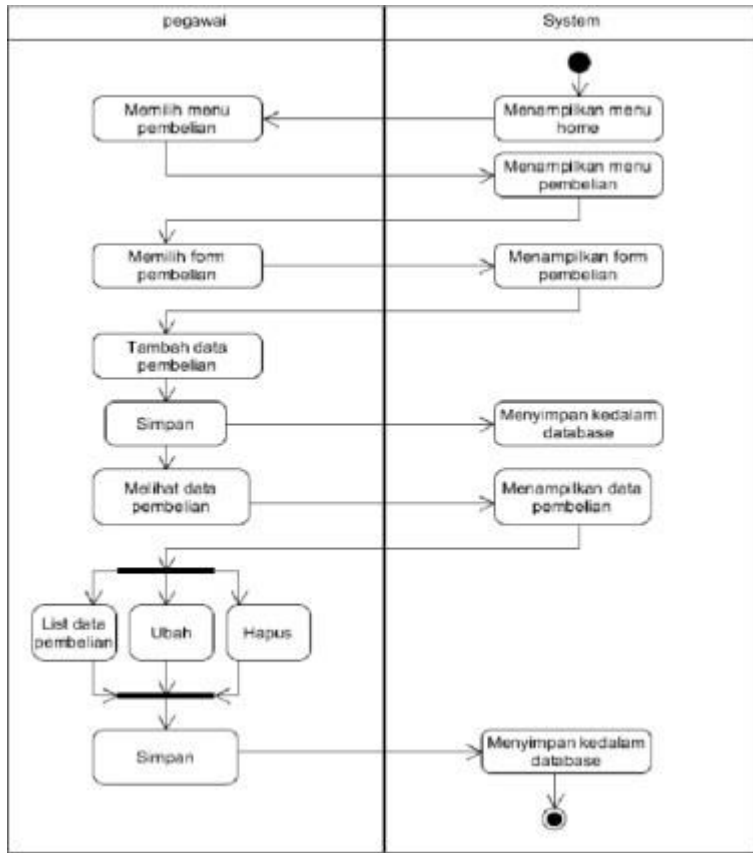 pegawai
System
Memilih menu
pembelian
Menampilkan menu
home
Menampilkan menu
pembelian
Memilih form
pembelian
Menampilkan form
pembelian
Tambah data
pembelian
Simpan
Menyimpan kedalam
database
Melihat data
pembelian
Menampilkan data
pembelian
List data
pembelian
Ubah
Hapus
Simpan
Menyimpan kedalam
database